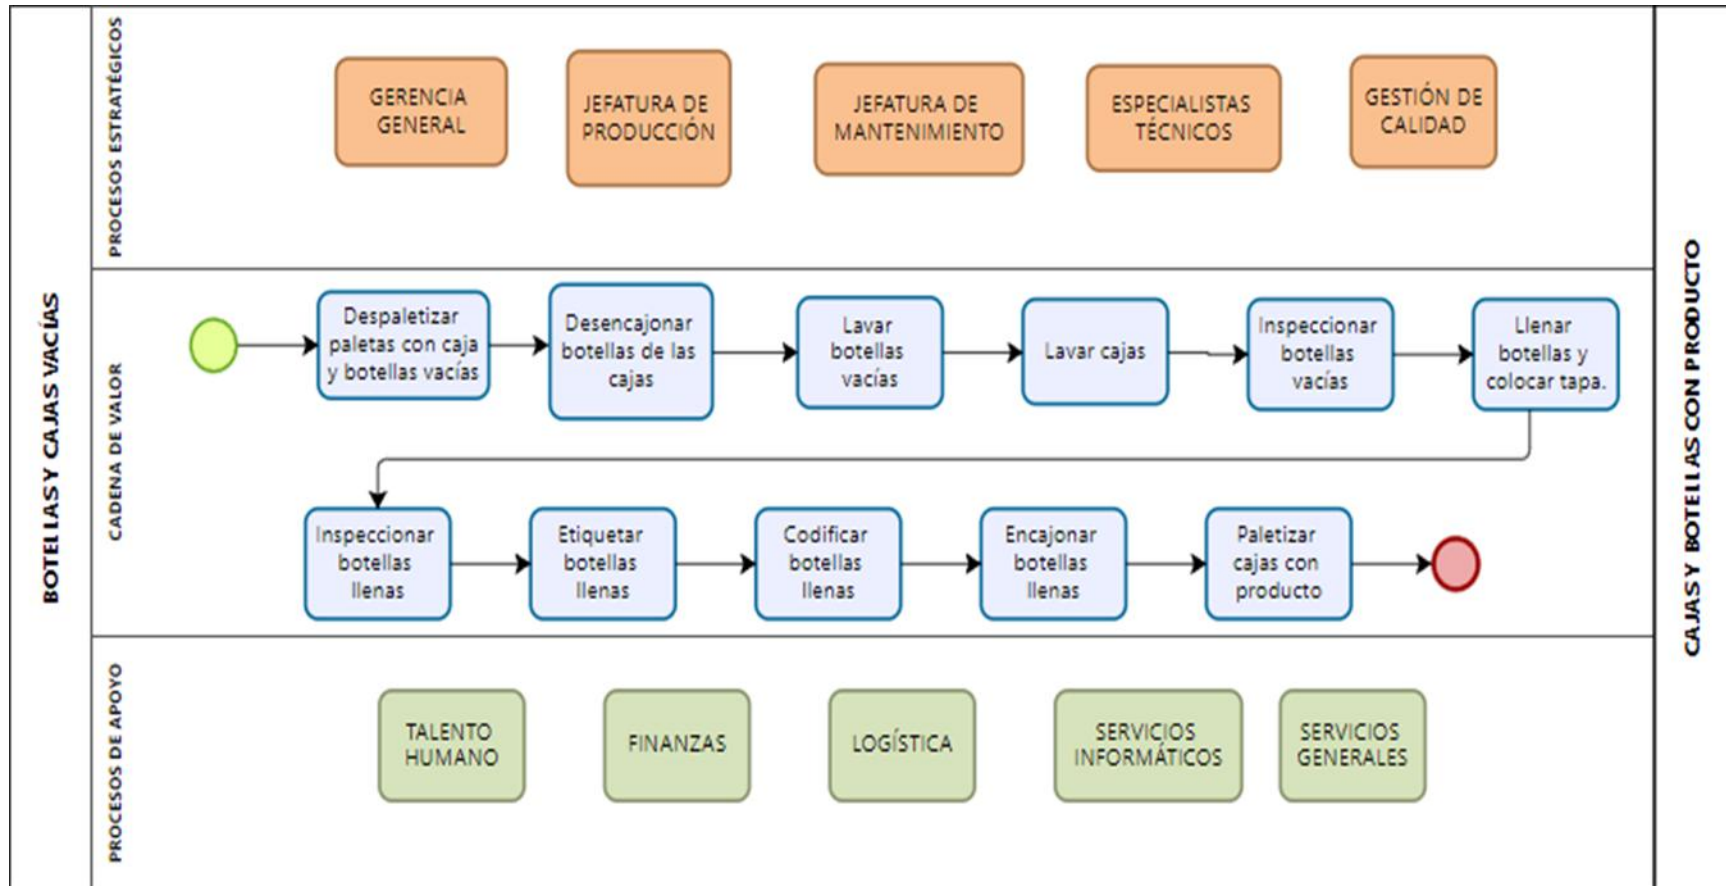 BOTELLAS Y CAJAS VACÍAS
PROCESOS ESTRATÉGICOS
GERENCIA
GENERAL
JEFATURA DE
PRODUCCIÓN
JEFATURA DE
MANTENIMIENTO
ESPECIALISTAS
TÉCNICOS
GESTIÓN DE
CALIDAD
CADENA DE VALOR
Despaletizar
paletas con caja
y botellas vacías
Desencajonar
botellas de las
cajas
Lavar
botellas
vacías
Lavar cajas
Inspeccionar
botellas
vacías
Llenar
botellas y
colocar tapa.
Inspeccionar
botellas
llenas
Etiquetar
botellas
llenas
Codificar
botellas
llenas
Encajonar
botellas
llenas
Paletizar
cajas con
producto
PROCESOS DE APOYO
TALENTO
HUMANO
FINANZAS
LOGÍSTICA
SERVICIOS
INFORMÁTICOS
SERVICIOS
GENERALES
CAJAS Y BOTELLAS CON PRODUCTO